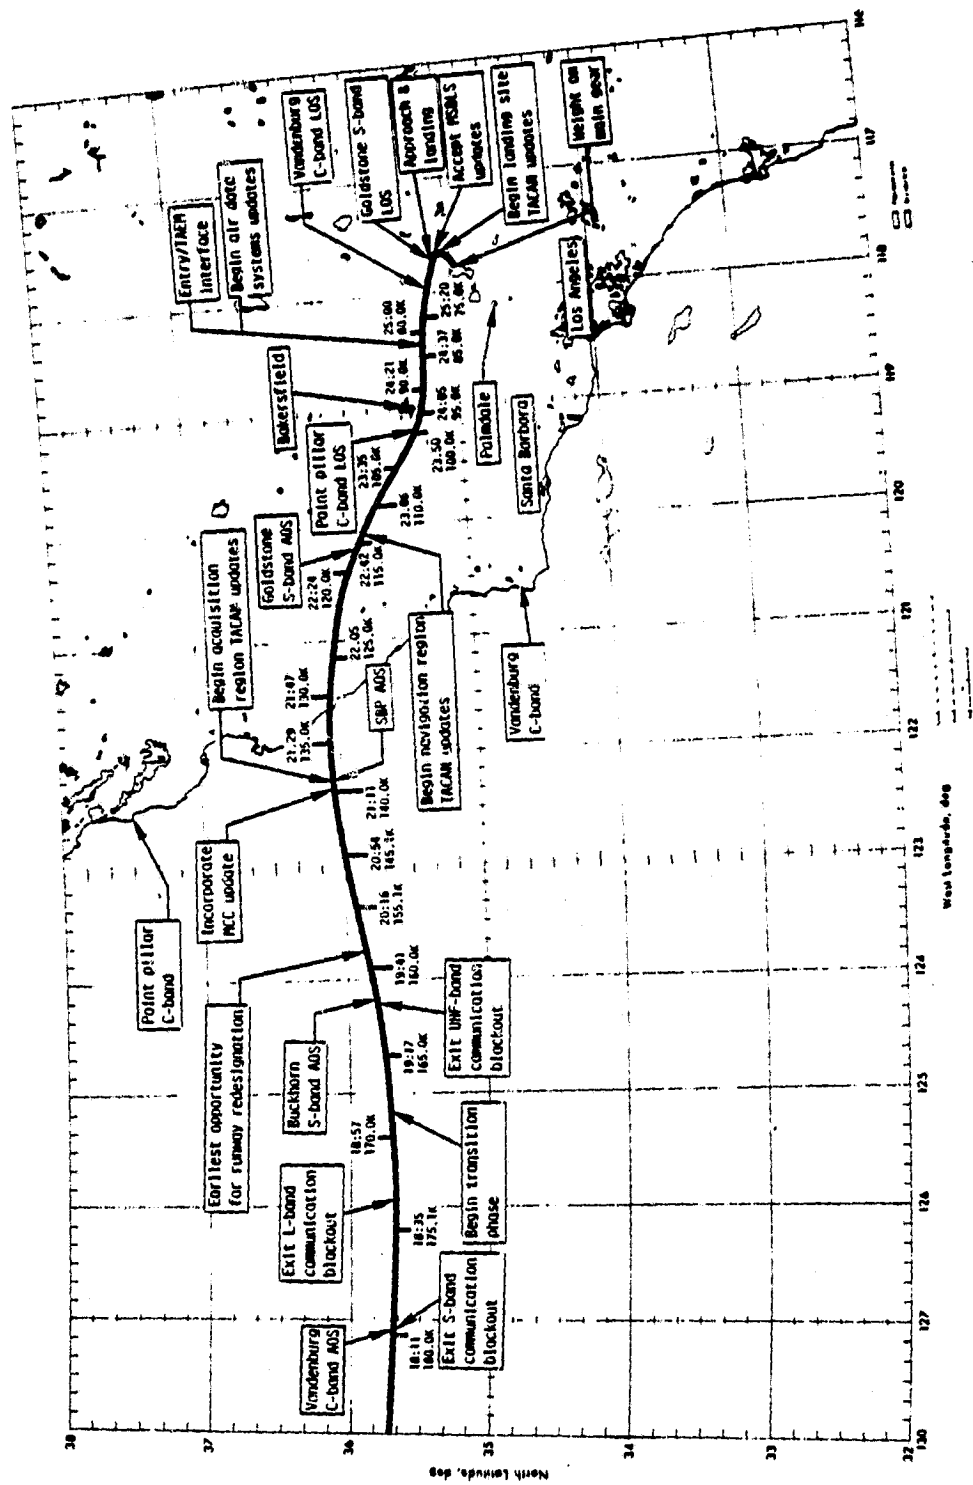 Entry/TAEM
interface
Begin air data
systems updates
Vandenburg
C-band LOS
Goldstone S-band
LOS
Approach &
landing
Accept MSBLS
updates
Begin landing site
TACAN updates
Weight on
main gear
Bakersfield
Point pillar
C-band LOS
Goldstone
S-band AOS
Begin acquisition
region TACAN updates
Incorporate
MCC update
Point pillar
C-band
Earliest opportunity
for runway redesignation
Buckhorn
S-band AOS
Exit L-band
communication
blackout
Vandenburg
C-band AOS
18:11
180.0K
18:35
175.1K
18:57
170.0K
19:17
165.0K
19:41
160.0K
20:16
155.1K
20:54
145.1K
21:11
140.0K
21:29
135.0K
21:47
130.0K
22:05
125.0K
22:24
120.0K
22:42
115.0K
23:06
110.0K
23:35
105.0K
23:50
100.0K
24:05
95.0K
24:21
90.0K
24:37
85.0K
25:00
80.0K
25:20
75.0K
Exit S-band
communication
blackout
Begin transition
phase
Exit UHF-band
communication
blackout
SBP AOS
Begin navigation region
TACAN updates
Vandenburg
C-band
Santa Barbara
Palmdale
Los Angeles
38
37
36
35
34
33
32
North Latitude, deg
130
127
126
125
124
123
122
121
120
119
118
117
116
West Longitude, deg